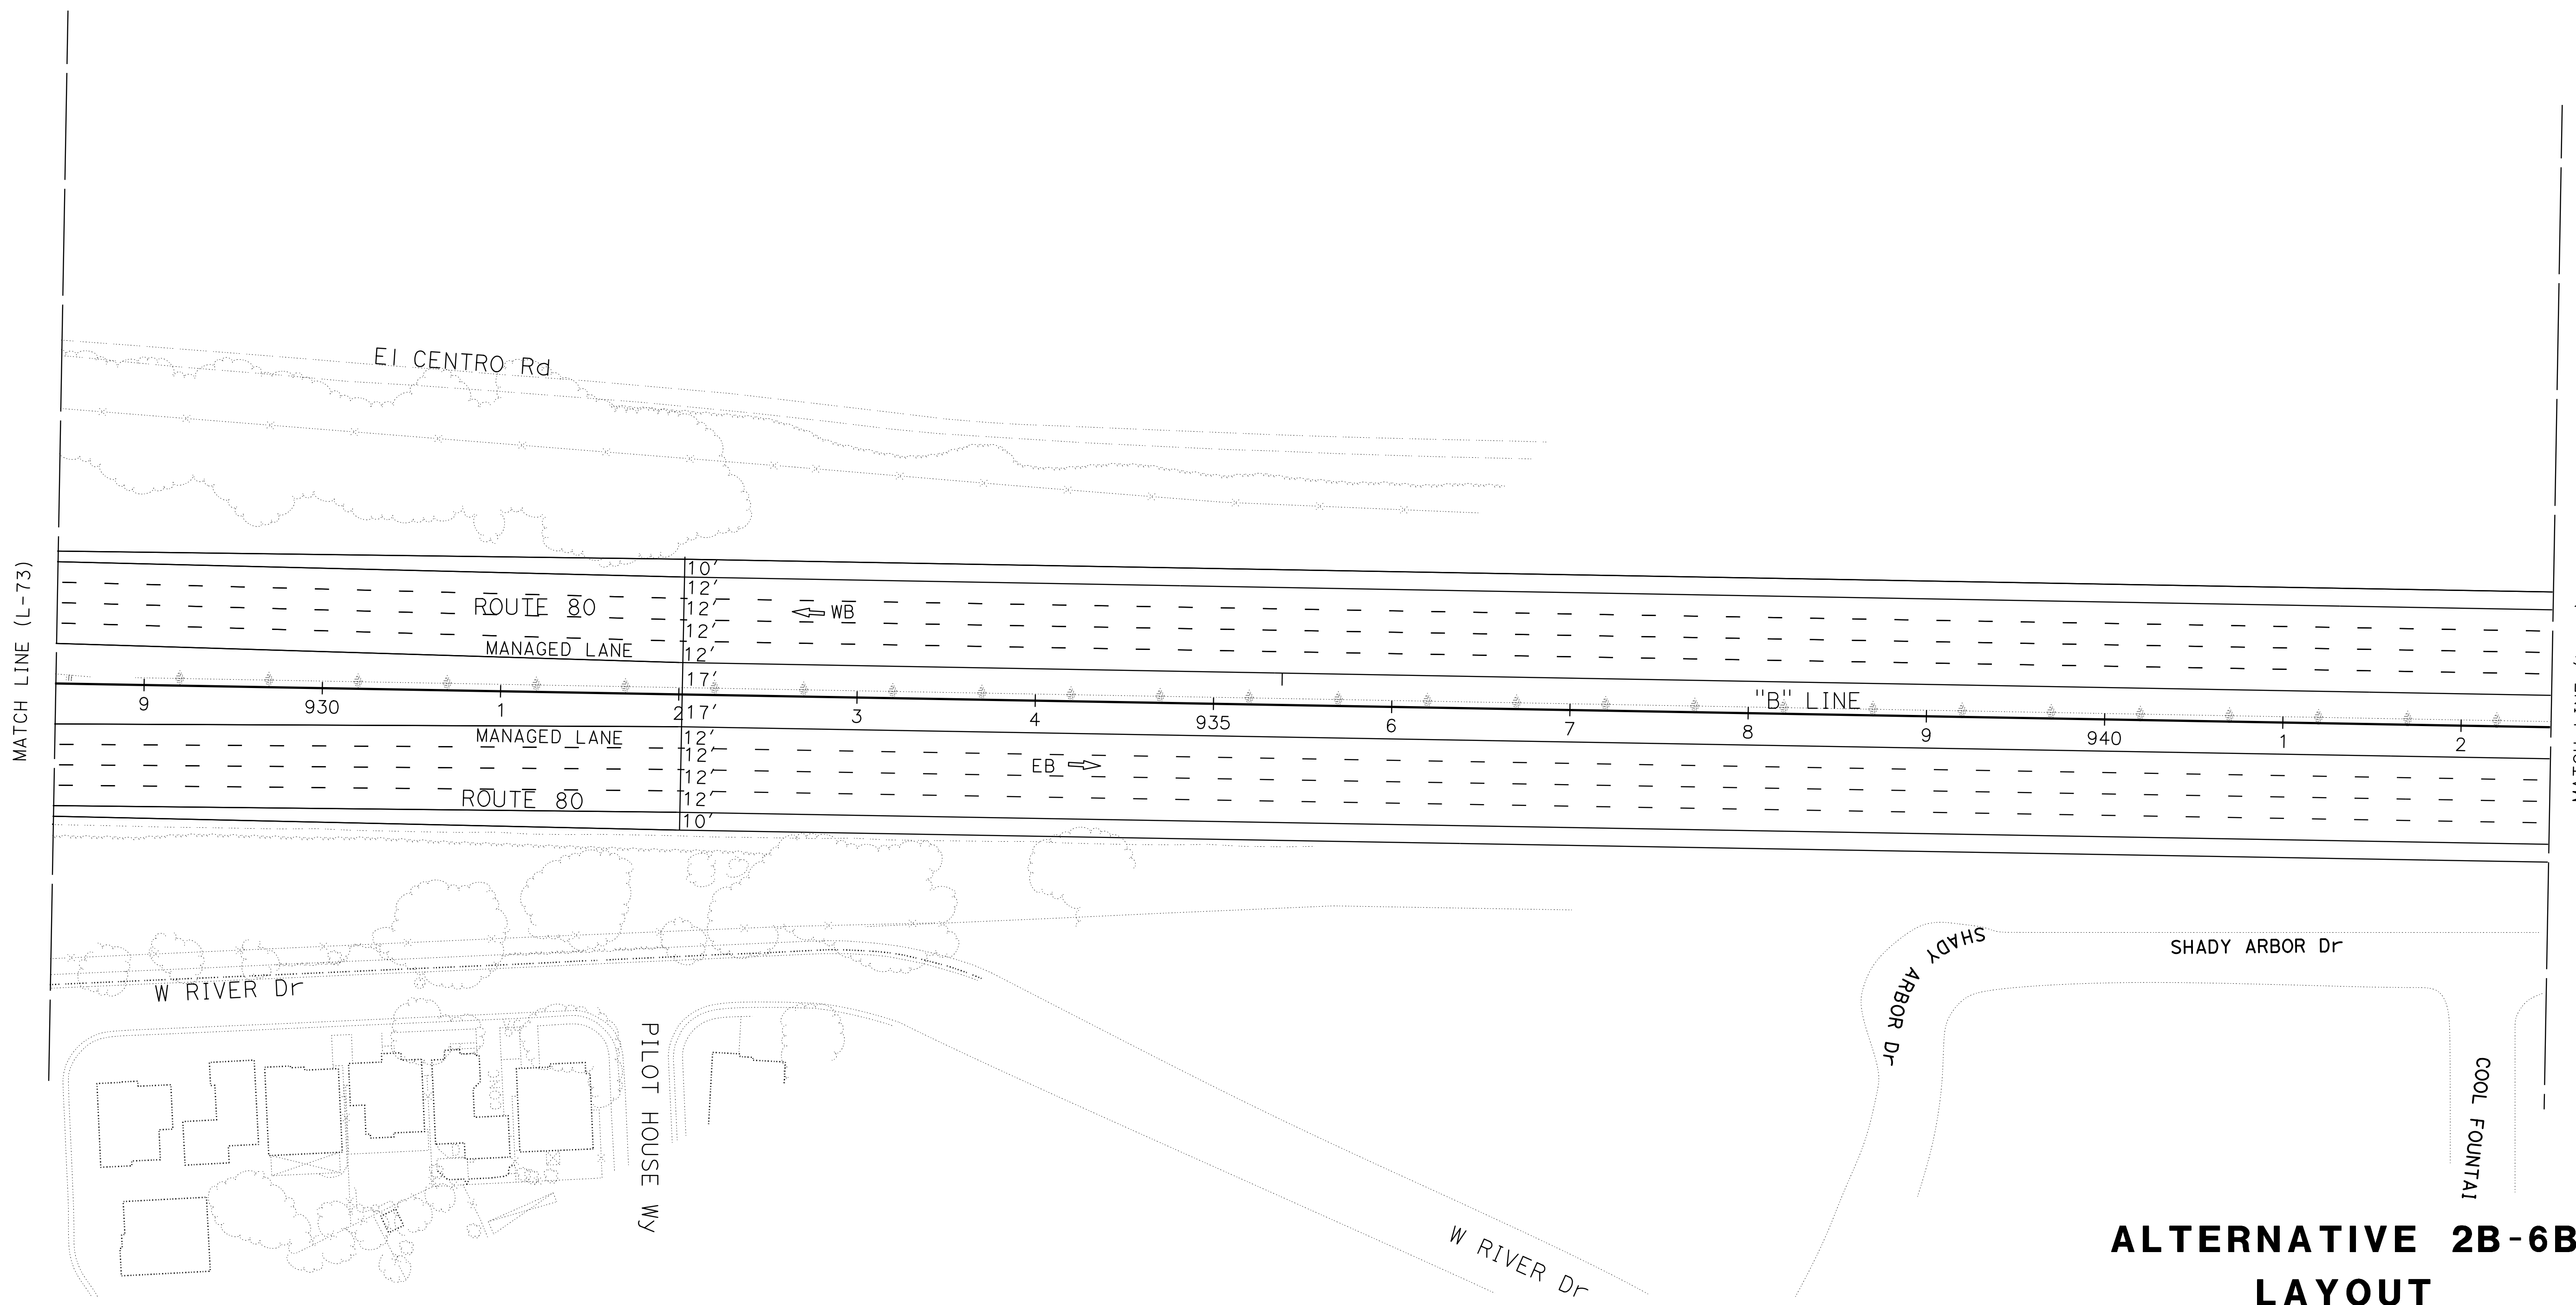 El CENTRO Rd
MATCH LINE (L-73)
10'
12'
12'
12'
12'
17'
17'
12'
12'
12'
12'
10'
ROUTE 80
WB
MANAGED LANE
"B" LINE
9 930 1 2 3 4 935 6 7 8 9 940 1 2
MANAGED LANE
EB
ROUTE 80
W RIVER Dr
PILOT HOUSE Wy
W RIVER Dr
SHADY ARBOR Dr
SHADY ARBOR Dr
COOL FOUNTAI
ALTERNATIVE 2B-6B
LAYOUT